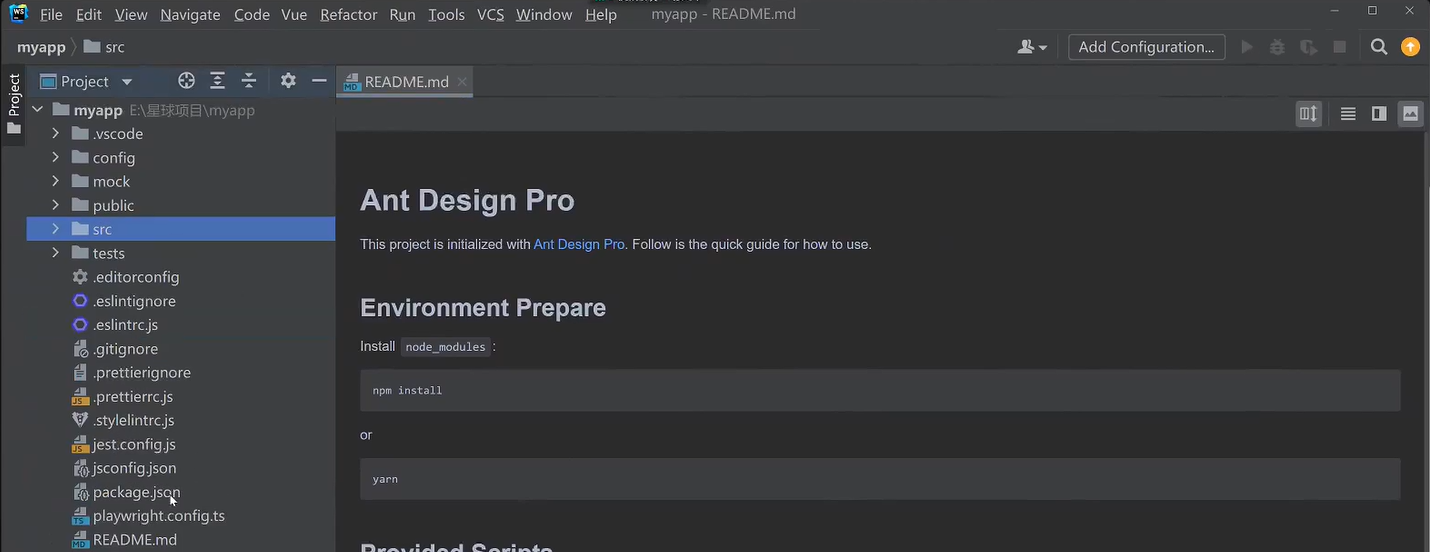 File Edit View Navigate Code Vue Refactor Run Tools VCS Window Help myapp - README.md
myapp src Add Configuration...
Project
Project README.md
myapp E:\星球项目\myapp
.vscode
config
mock
public
src
tests
.editorconfig
.eslintignore
.eslintrc.js
.gitignore
.prettierignore
.prettierrc.js
.stylelintrc.js
jest.config.js
jsconfig.json
package.json
playwright.config.ts
README.md
Ant Design Pro
This project is initialized with Ant Design Pro. Follow is the quick guide for how to use.
Environment Prepare
Install node_modules :
npm install
or
yarn
Provided Scripts